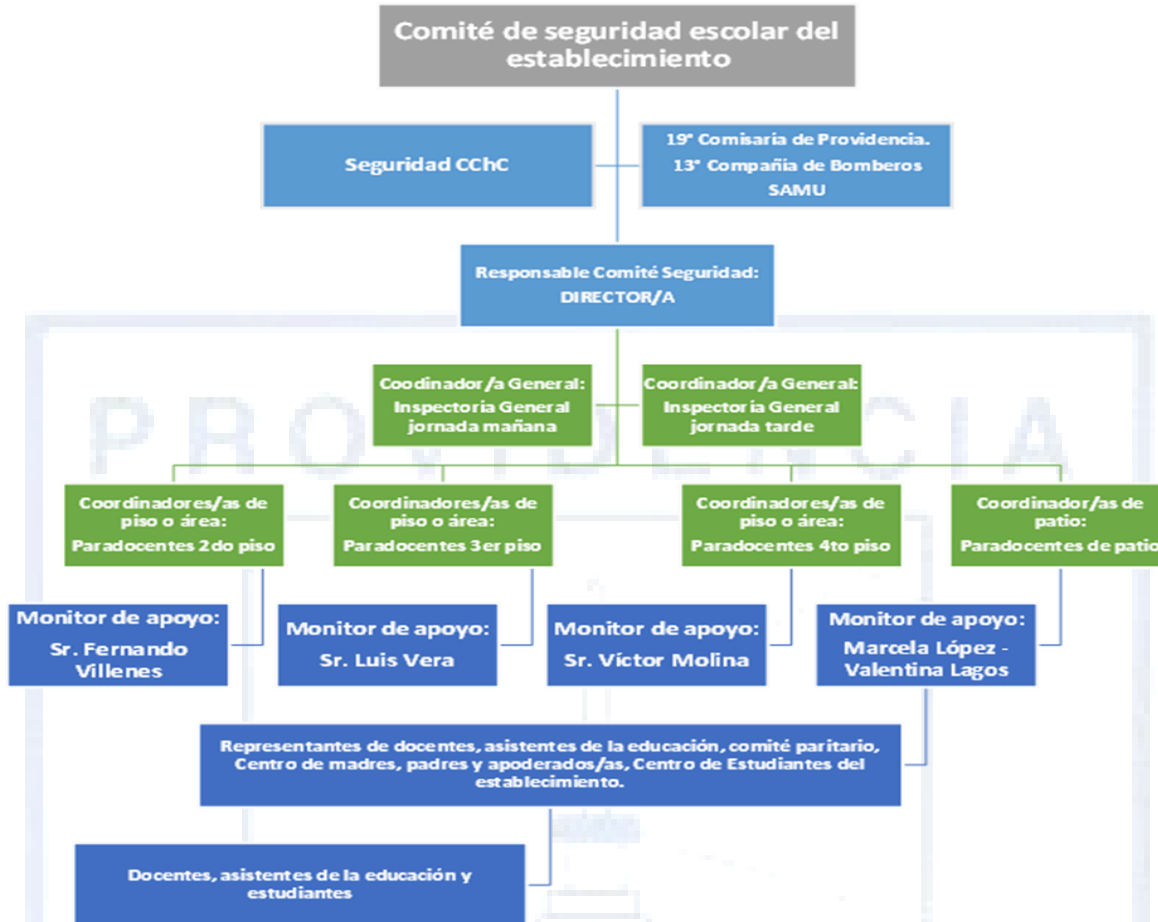 Comité de seguridad escolar del
establecimiento
Seguridad CChC
19° Comisaría de Providencia.
13° Compañía de Bomberos
SAMU
Responsable Comité Seguridad:
DIRECTOR/A
Coodinador/a General:
Inspectoría General
jornada mañana
Coordinador/a General:
Inspectoría General
jornada tarde
PROVIDENCIA
Coordinadores/as de
piso o área:
Paradocentes 2do piso
Coordinadores/as de
piso o área:
Paradocentes 3er piso
Coordinadores/as de
piso o área:
Paradocentes 4to piso
Coordinador/as de
patio:
Paradocentes de patio
Monitor de apoyo:
Sr. Fernando
Villenes
Monitor de apoyo:
Sr. Luis Vera
Monitor de apoyo:
Sr. Víctor Molina
Monitor de apoyo:
Marcela López -
Valentina Lagos
Representantes de docentes, asistentes de la educación, comité paritario,
Centro de madres, padres y apoderados/as, Centro de Estudiantes del
establecimiento.
Docentes, asistentes de la educación y
estudiantes